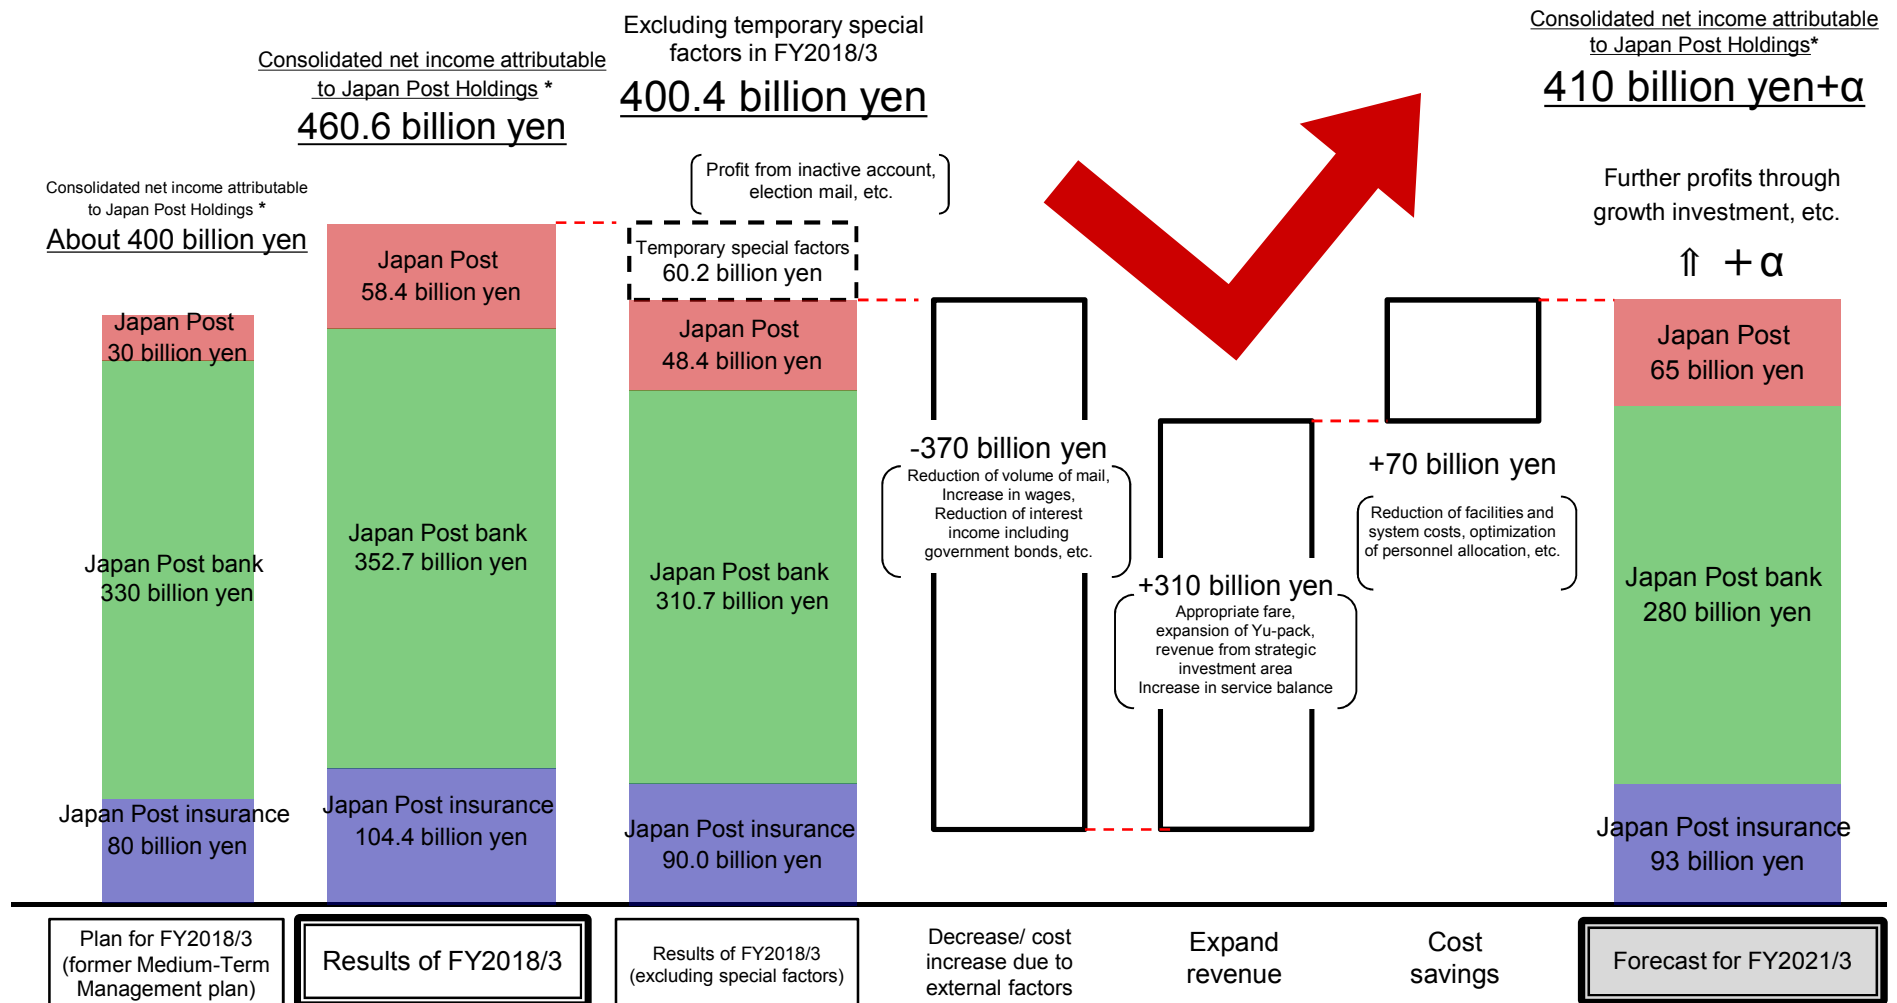 Consolidated net income attributable
to Japan Post Holdings *
About 400 billion yen
Japan Post
30 billion yen
Japan Post bank
330 billion yen
Japan Post insurance
80 billion yen
Plan for FY2018/3
(former Medium-Term
Management plan)
Consolidated net income attributable
to Japan Post Holdings *
460.6 billion yen
Japan Post
58.4 billion yen
Japan Post bank
352.7 billion yen
Japan Post insurance
104.4 billion yen
Results of FY2018/3
Excluding temporary special
factors in FY2018/3
400.4 billion yen
Profit from inactive account,
election mail, etc.
Temporary special factors
60.2 billion yen
Japan Post
48.4 billion yen
Japan Post bank
310.7 billion yen
Japan Post insurance
90.0 billion yen
Results of FY2018/3
(excluding special factors)
-370 billion yen
Reduction of volume of mail,
Increase in wages,
Reduction of interest
income including
government bonds, etc.
Decrease/ cost
increase due to
external factors
+310 billion yen
Appropriate fare,
expansion of Yu-pack,
revenue from strategic
investment area
Increase in service balance
Expand
revenue
+70 billion yen
Reduction of facilities and
system costs, optimization
of personnel allocation, etc.
Cost
savings
Consolidated net income attributable
to Japan Post Holdings*
410 billion yen+α
Further profits through
growth investment, etc.
⇑ +α
Japan Post
65 billion yen
Japan Post bank
280 billion yen
Japan Post insurance
93 billion yen
Forecast for FY2021/3